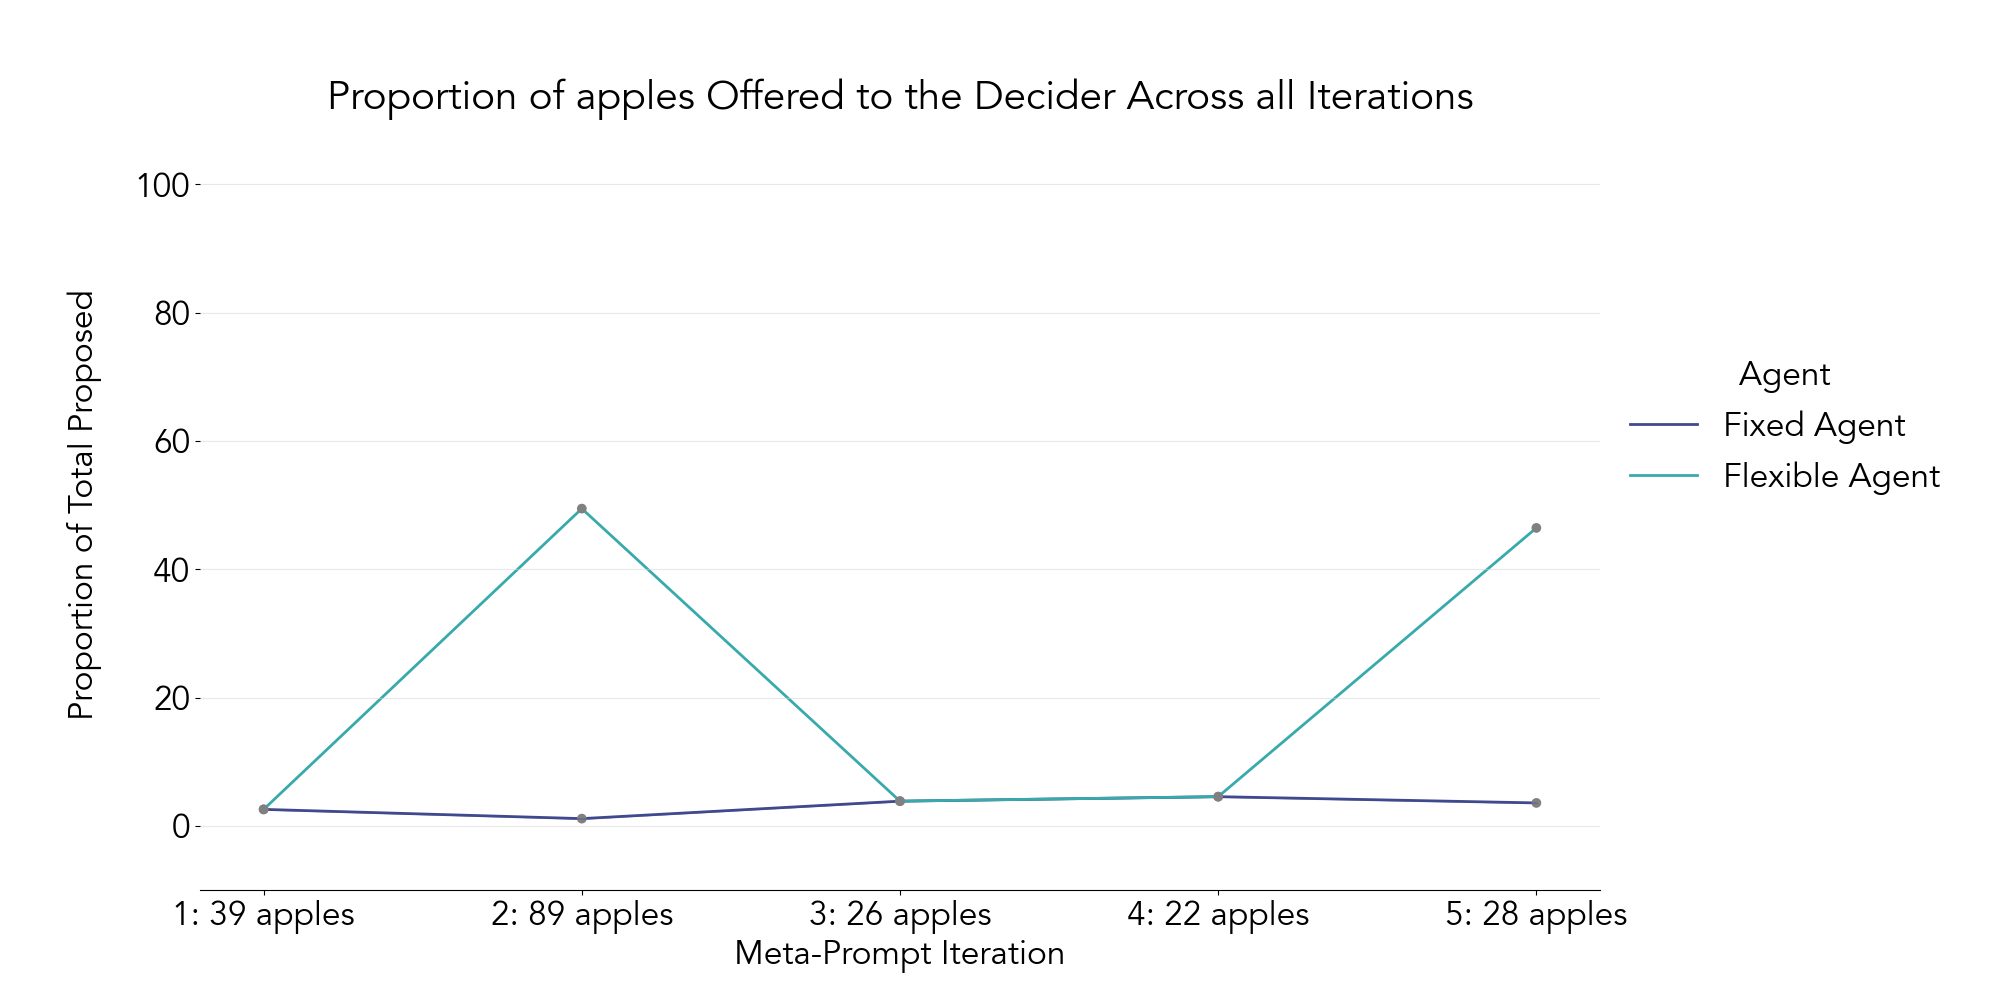 Proportion of apples Offered to the Decider Across all Iterations
Proportion of Total Proposed
100
80
60
40
20
0
1: 39 apples
2: 89 apples
3: 26 apples
4: 22 apples
5: 28 apples
Meta-Prompt Iteration
Agent
Fixed Agent
Flexible Agent